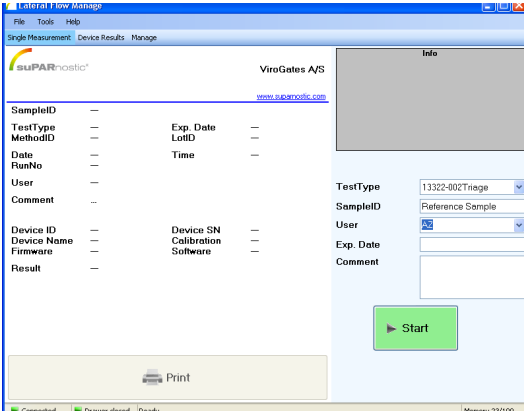 Lateral Flow Manage
File Tools Help
Single Measurement Device Results Manage
suPARnostic®
ViroGates A/S
www.suparnostic.com
SampleID —
TestType — Exp. Date —
MethodID — LotID —
Date — Time —
RunNo —
User —
Comment ...
Device ID — Device SN —
Device Name — Calibration —
Firmware — Software —
Result —
Print
Info
TestType 13322-002Triage
SampleID Reference Sample
User AZ
Exp. Date
Comment
Start
Connected Drawer closed Ready Memory 23/100